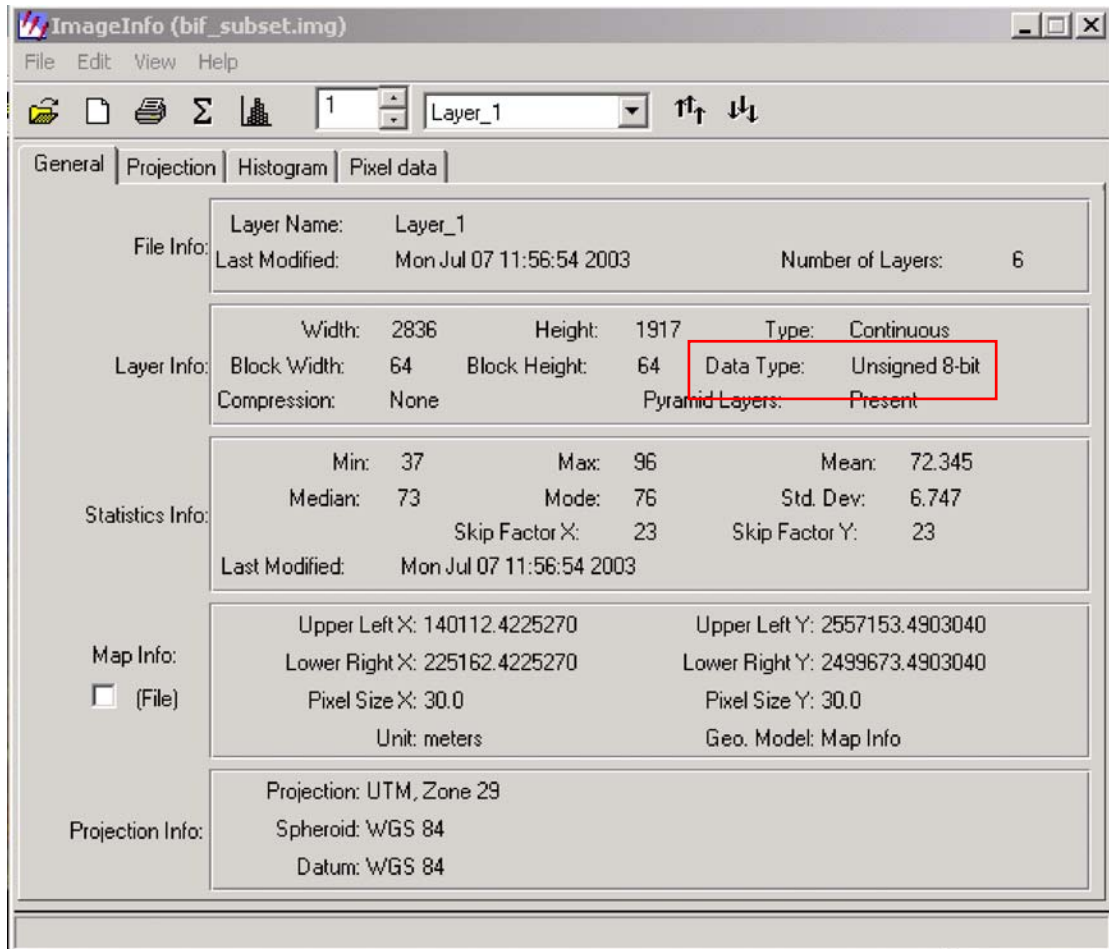 ImageInfo (bif_subset.img)
File Edit View Help
1 Layer_1
General Projection Histogram Pixel data
File Info:
Layer Name: Layer_1
Last Modified: Mon Jul 07 11:56:54 2003 Number of Layers: 6
Layer Info:
Width: 2836 Height: 1917 Type: Continuous
Block Width: 64 Block Height: 64 Data Type: Unsigned 8-bit
Compression: None Pyramid Layers: Present
Statistics Info:
Min: 37 Max: 96 Mean: 72.345
Median: 73 Mode: 76 Std. Dev: 6.747
Skip Factor X: 23 Skip Factor Y: 23
Last Modified: Mon Jul 07 11:56:54 2003
Map Info:
(File)
Upper Left X: 140112.4225270 Upper Left Y: 2557153.4903040
Lower Right X: 225162.4225270 Lower Right Y: 2499673.4903040
Pixel Size X: 30.0 Pixel Size Y: 30.0
Unit: meters Geo. Model: Map Info
Projection Info:
Projection: UTM, Zone 29
Spheroid: WGS 84
Datum: WGS 84